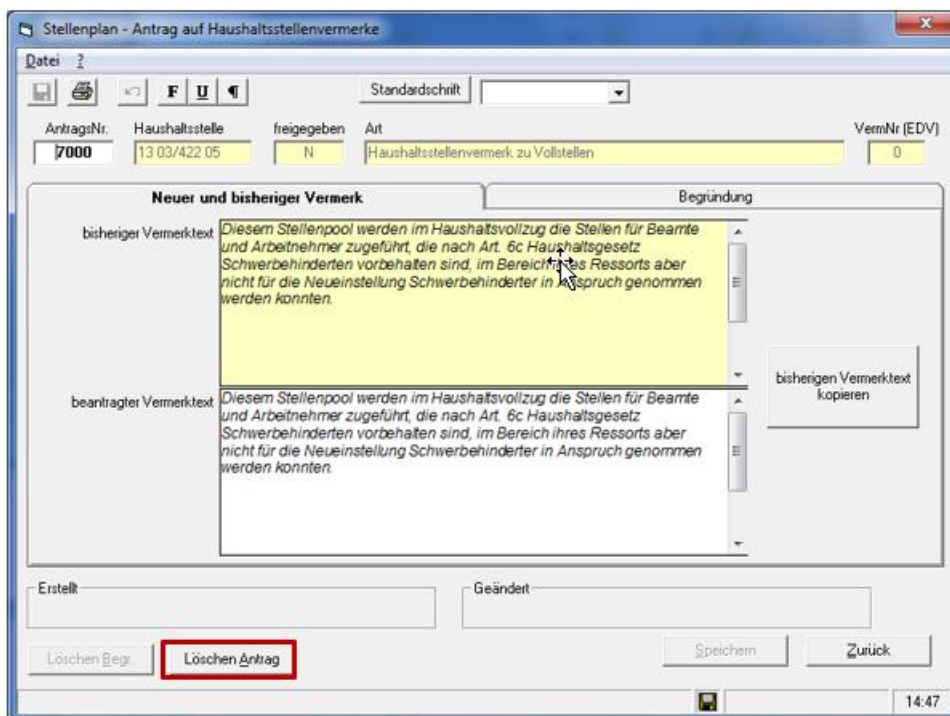 Stellenplan - Antrag auf Haushaltsstellenvermerke
Datei ?
F U ¶ Standardschrift
AntragsNr. Haushaltsstelle freigegeben Art VermNr (EDV)
7000 13 03/422 05 N Haushaltsstellenvermerk zu Vollstellen 0
Neuer und bisheriger Vermerk Begründung
bisheriger Vermerktext
Diesem Stellenpool werden im Haushaltsvollzug die Stellen für Beamte
und Arbeitnehmer zugeführt, die nach Art. 6c Haushaltsgesetz
Schwerbehinderten vorbehalten sind, im Bereich ihres Ressorts aber
nicht für die Neueinstellung Schwerbehinderter in Anspruch genommen
werden konnten.
bisherigen Vermerktext
kopieren
beantragter Vermerktext
Diesem Stellenpool werden im Haushaltsvollzug die Stellen für Beamte
und Arbeitnehmer zugeführt, die nach Art. 6c Haushaltsgesetz
Schwerbehinderten vorbehalten sind, im Bereich ihres Ressorts aber
nicht für die Neueinstellung Schwerbehinderter in Anspruch genommen
werden konnten.
Erstellt Geändert
Löschen Begr. Löschen Antrag Speichern Zurück
14:47